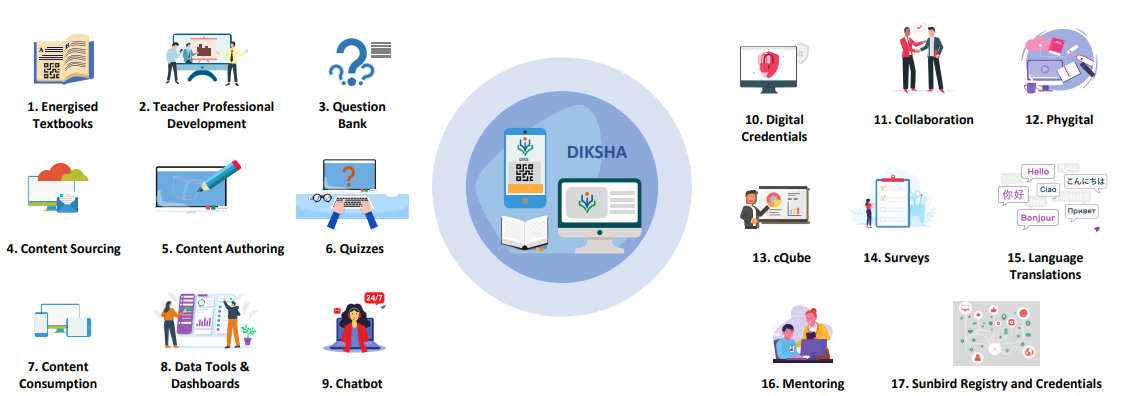 1. Energised
Textbooks
2. Teacher Professional
Development
3. Question
Bank
4. Content Sourcing
5. Content Authoring
6. Quizzes
7. Content
Consumption
8. Data Tools &
Dashboards
24/7
9. Chatbot
DIKSHA
10. Digital
Credentials
11. Collaboration
12. Phygital
13. cQube
14. Surveys
Hello
你好
Ciao
こんにちは
Bonjour
Привет
15. Language
Translations
16. Mentoring
17. Sunbird Registry and Credentials